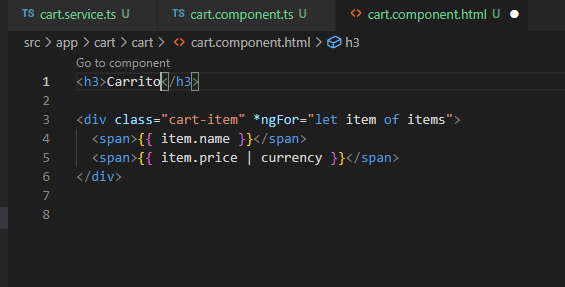 TS cart.service.ts U TS cart.component.ts U <> cart.component.html U
src > app > cart > cart > <> cart.component.html > h3
Go to component
1 <h3>Carrito</h3>
2
3 <div class="cart-item" *ngFor="let item of items">
4 <span>{{ item.name }}</span>
5 <span>{{ item.price | currency }}</span>
6 </div>
7
8